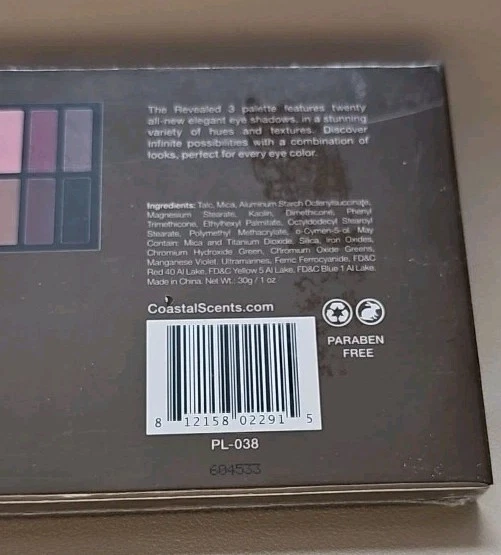 The Revealed 3 palette features twenty
all-new elegant eye shadows, in a stunning
variety of hues and textures. Discover
infinite possibilities with a combination of
looks, perfect for every eye color.
Ingredients: Talc, Mica, Aluminum Starch Octenylsuccinate,
Magnesium Stearate, Kaolin, Dimethicone, Phenyl
Trimethicone, Ethylhexyl Palmitate, Octyldodecyl Stearoyl
Stearate, Polymethyl Methacrylate, o-Cymen-5-ol. May
Contain: Mica and Titanium Dioxide, Silica, Iron Oxides,
Chromium Hydroxide Green, Chromium Oxide Greens,
Manganese Violet, Ultramarines, Ferric Ferrocyanide, FD&C
Red 40 Al Lake, FD&C Yellow 5 Al Lake, FD&C Blue 1 Al Lake.
Made in China. Net Wt.: 30g / 1 oz
CoastalScents.com
PARABEN
FREE
8 12158 02291 5
PL-038
604533